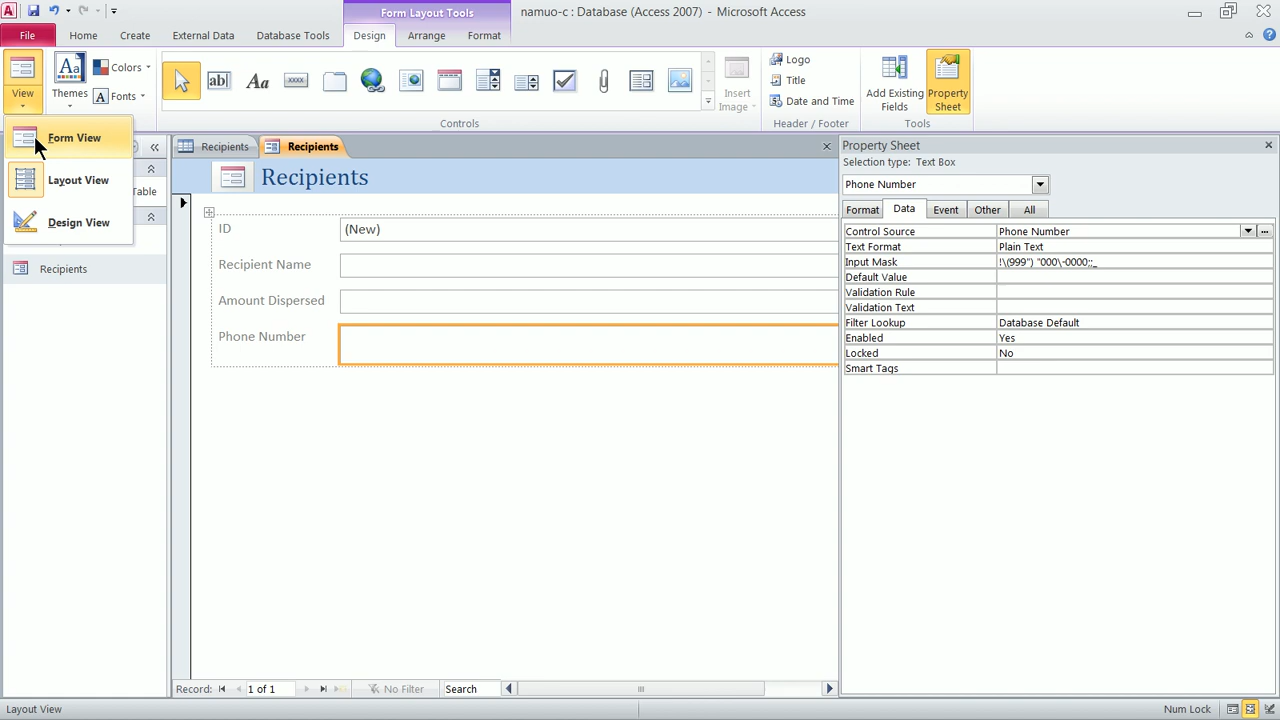 Form Layout Tools
namuo-c : Database (Access 2007) - Microsoft Access
File Home Create External Data Database Tools Design Arrange Format
View
Themes
Colors
Fonts
Aa
A
ab
Aa
xxxx
Insert
Image
Logo
Title
Date and Time
Add Existing
Fields
Property
Sheet
Controls
Header / Footer
Tools
Form View
Layout View
Design View
Table
Recipients
Recipients Recipients
Recipients
ID (New)
Recipient Name
Amount Dispersed
Phone Number
Property Sheet
Selection type: Text Box
Phone Number
Format Data Event Other All
Control Source Phone Number
Text Format Plain Text
Input Mask !\(999") "000\-0000;;_
Default Value
Validation Rule
Validation Text
Filter Lookup Database Default
Enabled Yes
Locked No
Smart Tags
Record: 1 of 1 No Filter Search
Layout View Num Lock